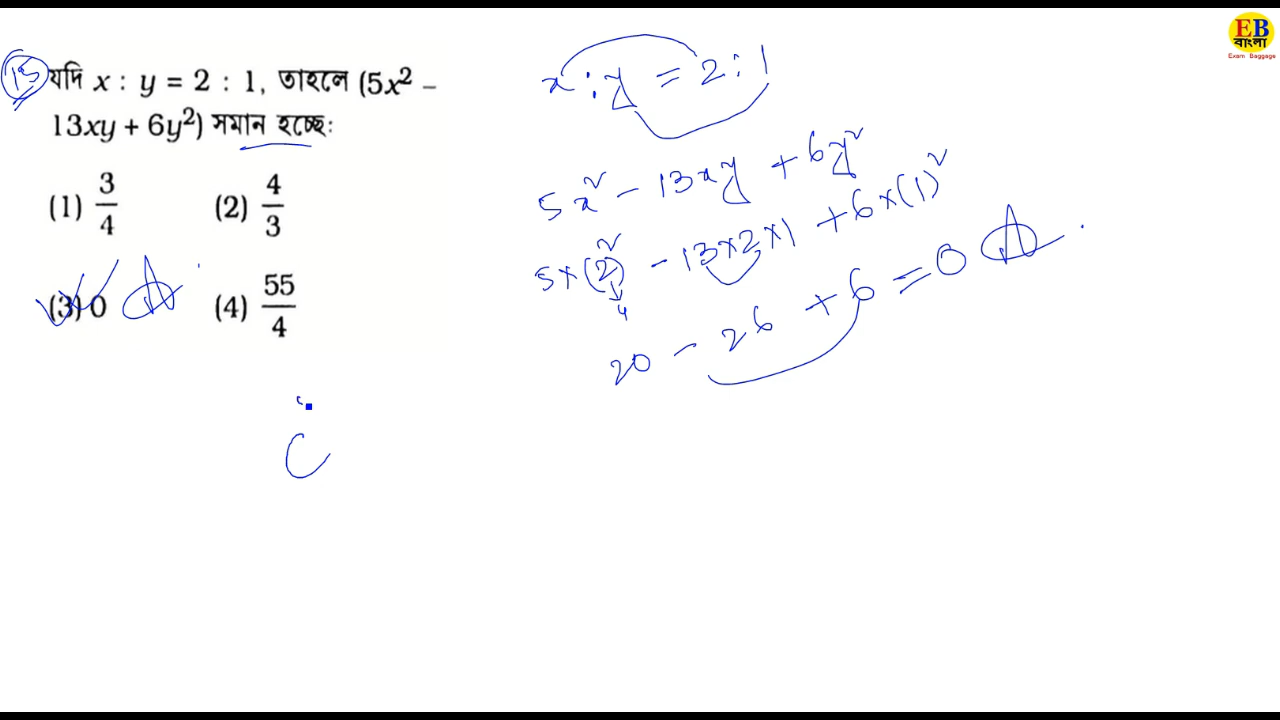 EB
বাংলা
Exam Baggage
15
যদি x : y = 2 : 1, তাহলে (5x² –
13xy + 6y²) সমান হচ্ছে:
(1) 3/4 (2) 4/3
(3) 0 (4) 55/4
x : y = 2 : 1
5x² - 13xy + 6y²
5×(2)² - 13×2×1 + 6×(1)²
4
20 - 26 + 6 = 0 A
A
C